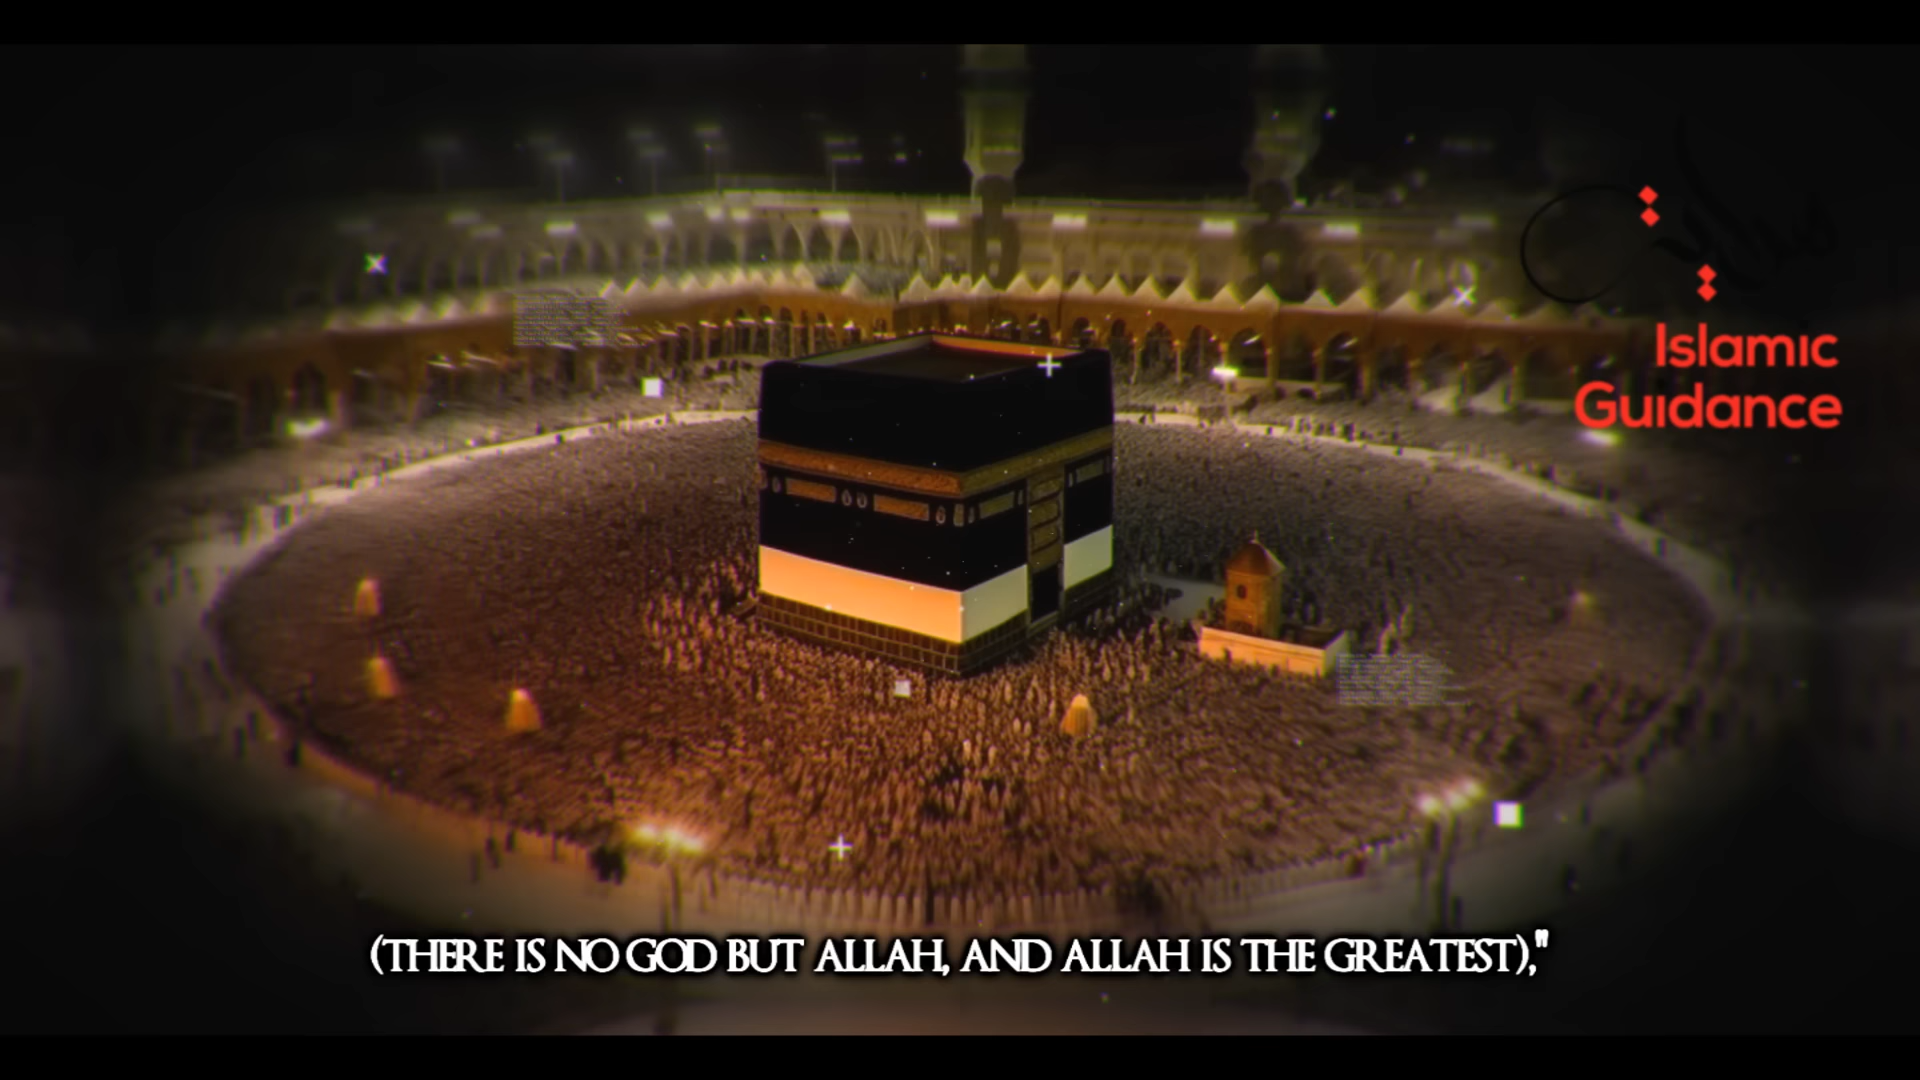 Islamic
Guidance
(THERE IS NO GOD BUT ALLAH, AND ALLAH IS THE GREATEST),"